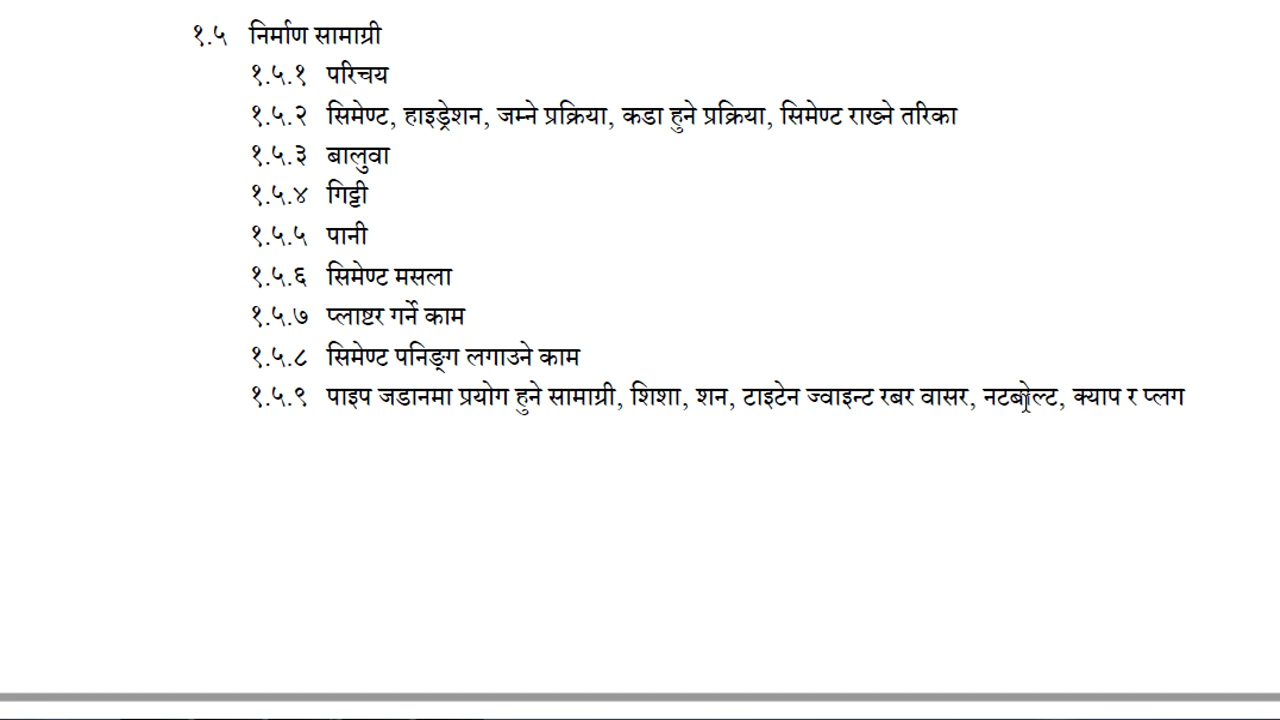 १.५ निर्माण सामाग्री
१.५.१ परिचय
१.५.२ सिमेण्ट, हाइड्रेशन, जम्ने प्रक्रिया, कडा हुने प्रक्रिया, सिमेण्ट राख्ने तरिका
१.५.३ बालुवा
१.५.४ गिट्टी
१.५.५ पानी
१.५.६ सिमेण्ट मसला
१.५.७ प्लाष्टर गर्ने काम
१.५.८ सिमेण्ट पनिङ्ग लगाउने काम
१.५.९ पाइप जडानमा प्रयोग हुने सामाग्री, शिशा, शन, टाइटेन ज्वाइन्ट रबर वासर, नटबोल्ट, क्याप र प्लग